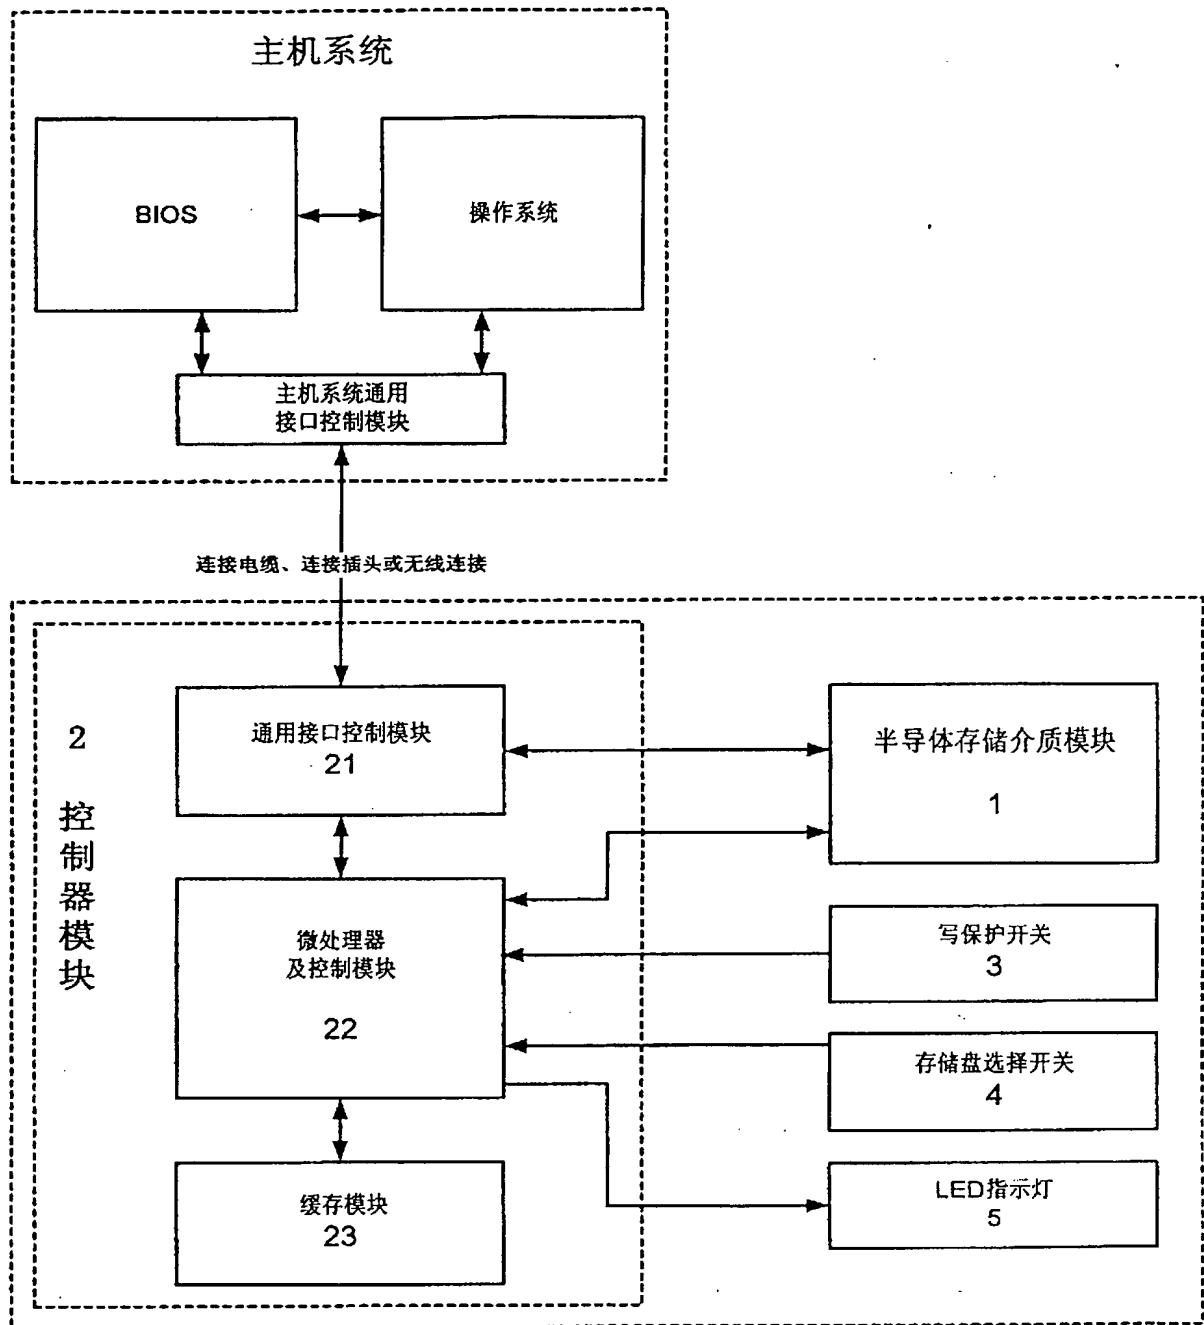 主机系统
BIOS
操作系统
主机系统通用
接口控制模块
连接电缆、连接插头或无线连接
2
控制器模块
通用接口控制模块
21
半导体存储介质模块
1
微处理器
及控制模块
22
写保护开关
3
存储盘选择开关
4
缓存模块
23
LED指示灯
5